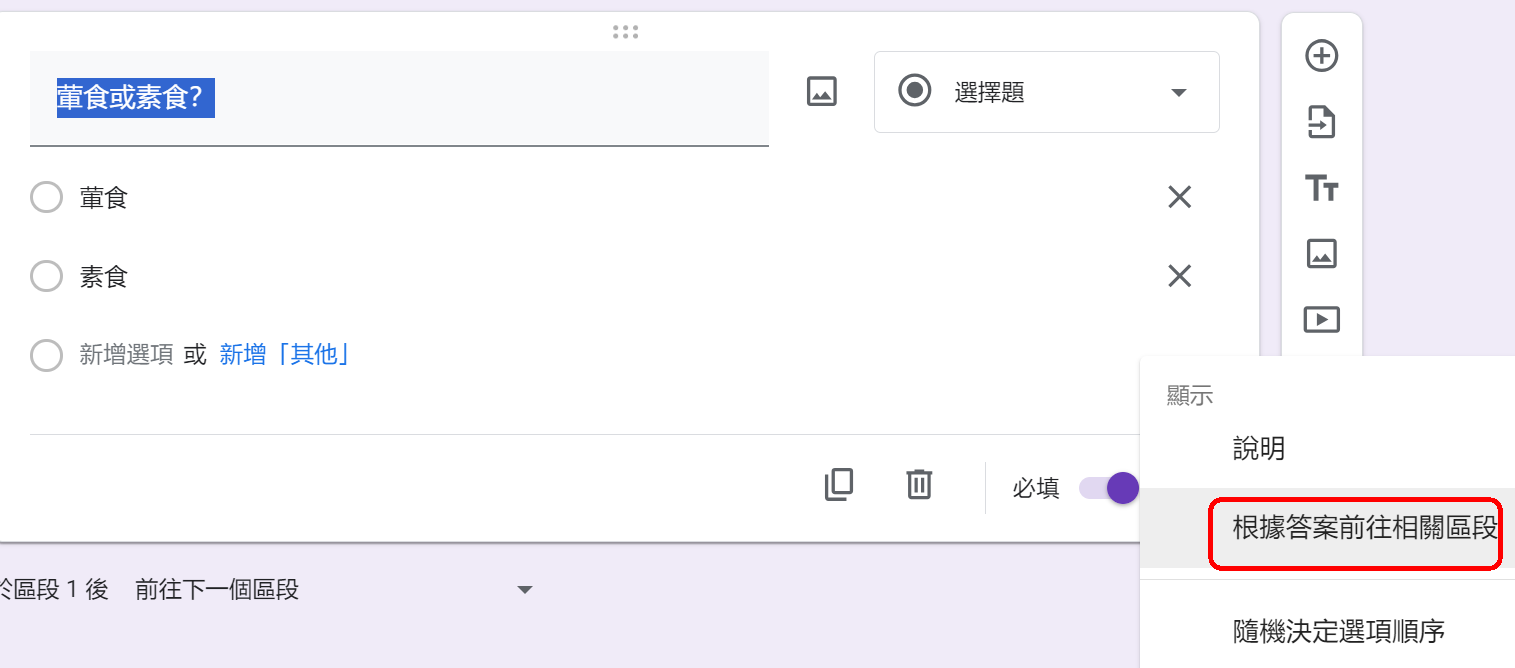 葷食或素食?
選擇題
葷食
素食
新增選項 或 新增「其他」
必填
顯示
說明
根據答案前往相關區段
隨機決定選項順序
於區段 1 後 前往下一個區段